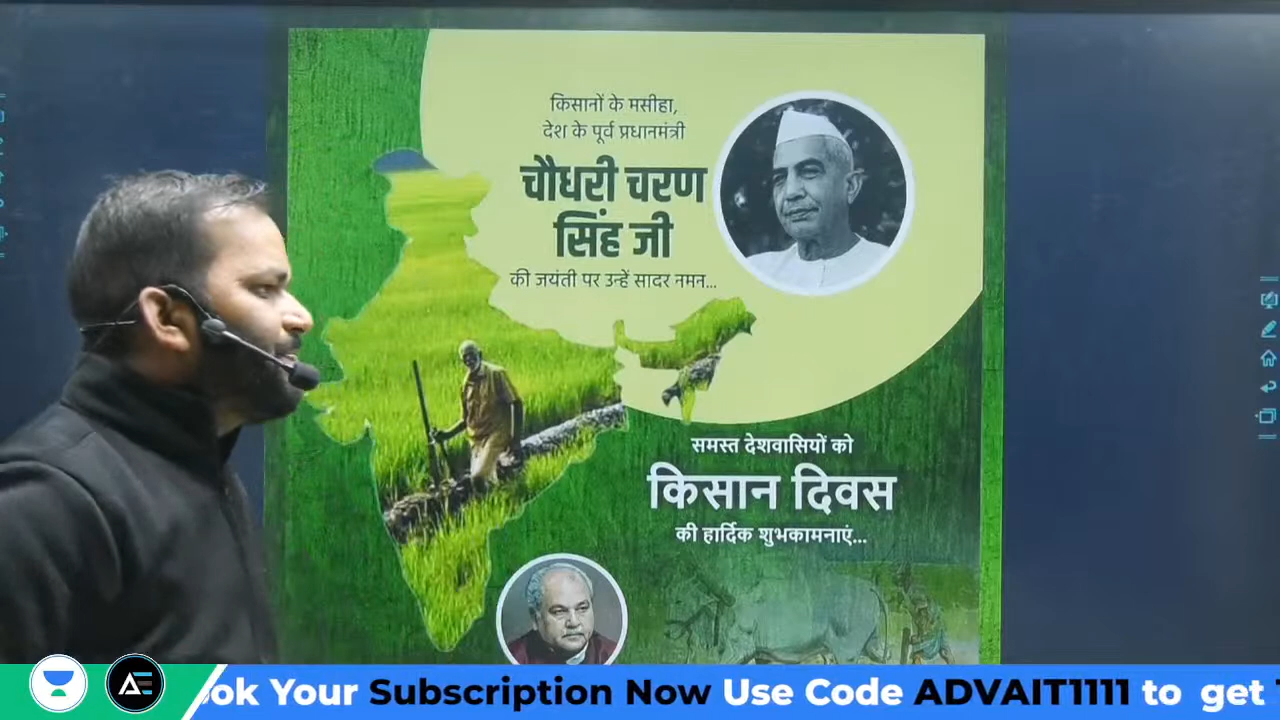 किसानों के मसीहा,
देश के पूर्व प्रधानमंत्री
चौधरी चरण
सिंह जी
की जयंती पर उन्हें सादर नमन...
समस्त देशवासियों को
किसान दिवस
की हार्दिक शुभकामनाएं...
Your Subscription Now Use Code ADVAIT1111 to get